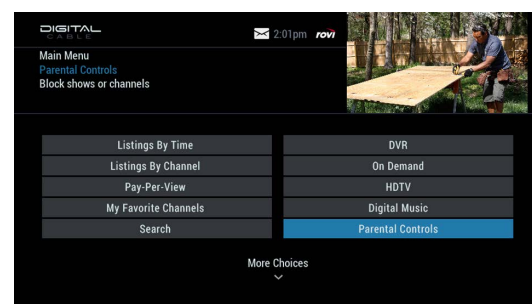 DIGITAL
CABLE
2:01pm rovi
Main Menu
Parental Controls
Block shows or channels
Listings By Time
DVR
Listings By Channel
On Demand
Pay-Per-View
HDTV
My Favorite Channels
Digital Music
Search
Parental Controls
More Choices